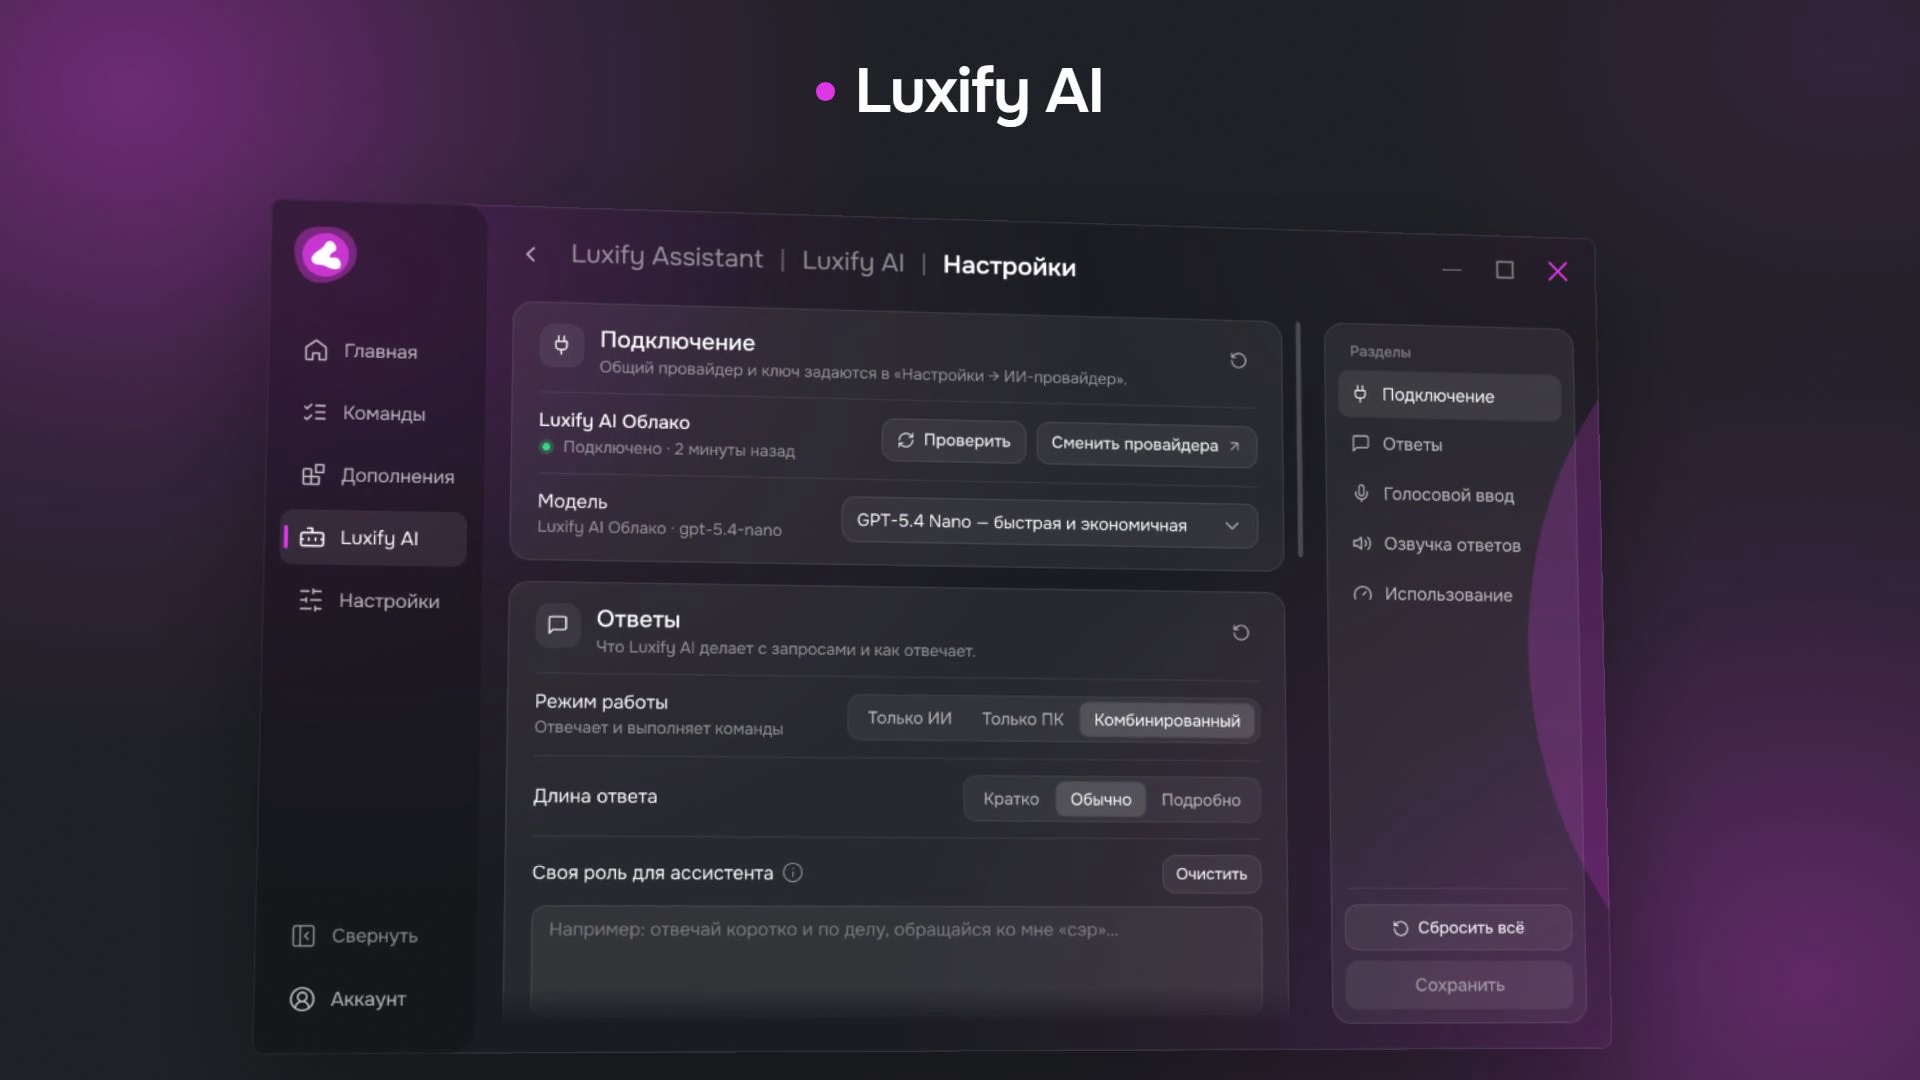 Luxify AI
Luxify Assistant | Luxify AI | Настройки
Главная
Команды
Дополнения
Luxify AI
Настройки
Свернуть
Аккаунт
Подключение
Общий провайдер и ключ задаются в «Настройки → ИИ-провайдер».
Luxify AI Облако
Подключено · 2 минуты назад
Проверить
Сменить провайдера
Модель
Luxify AI Облако · gpt-5.4-nano
GPT-5.4 Nano — быстрая и экономичная
Ответы
Что Luxify AI делает с запросами и как отвечает.
Режим работы
Отвечает и выполняет команды
Только ИИ
Только ПК
Комбинированный
Длина ответа
Кратко
Обычно
Подробно
Своя роль для ассистента
Очистить
Например: отвечай коротко и по делу, обращайся ко мне «сэр»...
Разделы
Подключение
Ответы
Голосовой ввод
Озвучка ответов
Использование
Сбросить всё
Сохранить